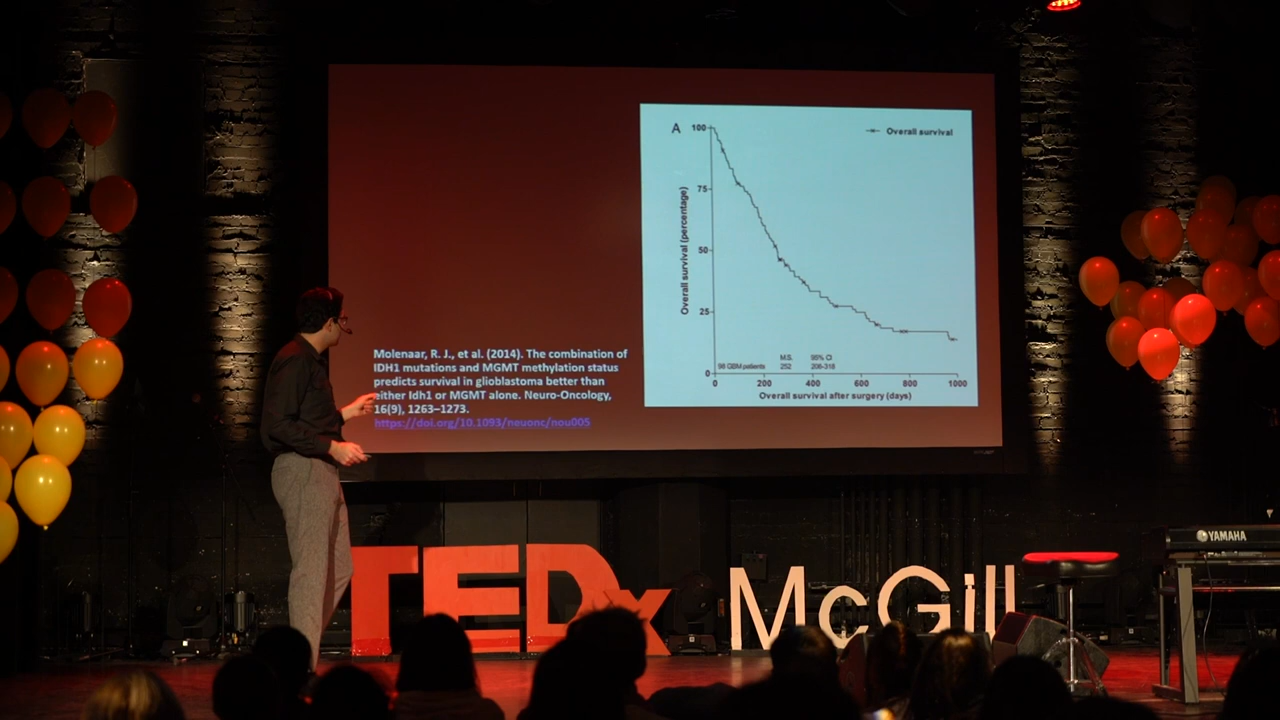 A
100
Overall survival
75
50
25
0
Overall survival (percentage)
M.S. 95% CI
98 GBM patients 252 206-318
0 200 400 600 800 1000
Overall survival after surgery (days)
Molenaar, R. J., et al. (2014). The combination of
IDH1 mutations and MGMT methylation status
predicts survival in glioblastoma better than
either Idh1 or MGMT alone. Neuro-Oncology,
16(9), 1263–1273.
https://doi.org/10.1093/neuonc/nou005
TEDx McGill
YAMAHA